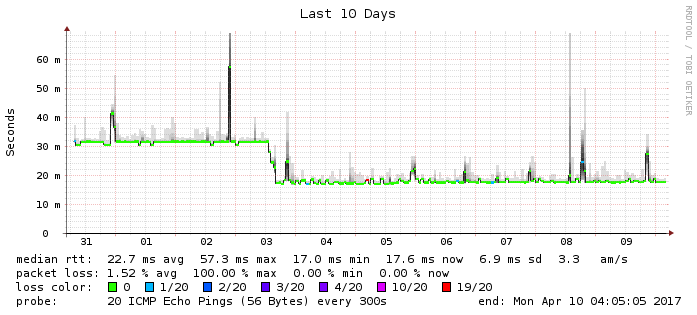 Last 10 Days
RRDTOOL / TOBI OETIKER
Seconds
60 m
50 m
40 m
30 m
20 m
10 m
0
31 01 02 03 04 05 06 07 08 09
median rtt: 22.7 ms avg 57.3 ms max 17.0 ms min 17.6 ms now 6.9 ms sd 3.3 am/s
packet loss: 1.52 % avg 100.00 % max 0.00 % min 0.00 % now
loss color: 0 1/20 2/20 3/20 4/20 10/20 19/20
probe: 20 ICMP Echo Pings (56 Bytes) every 300s end: Mon Apr 10 04:05:05 2017